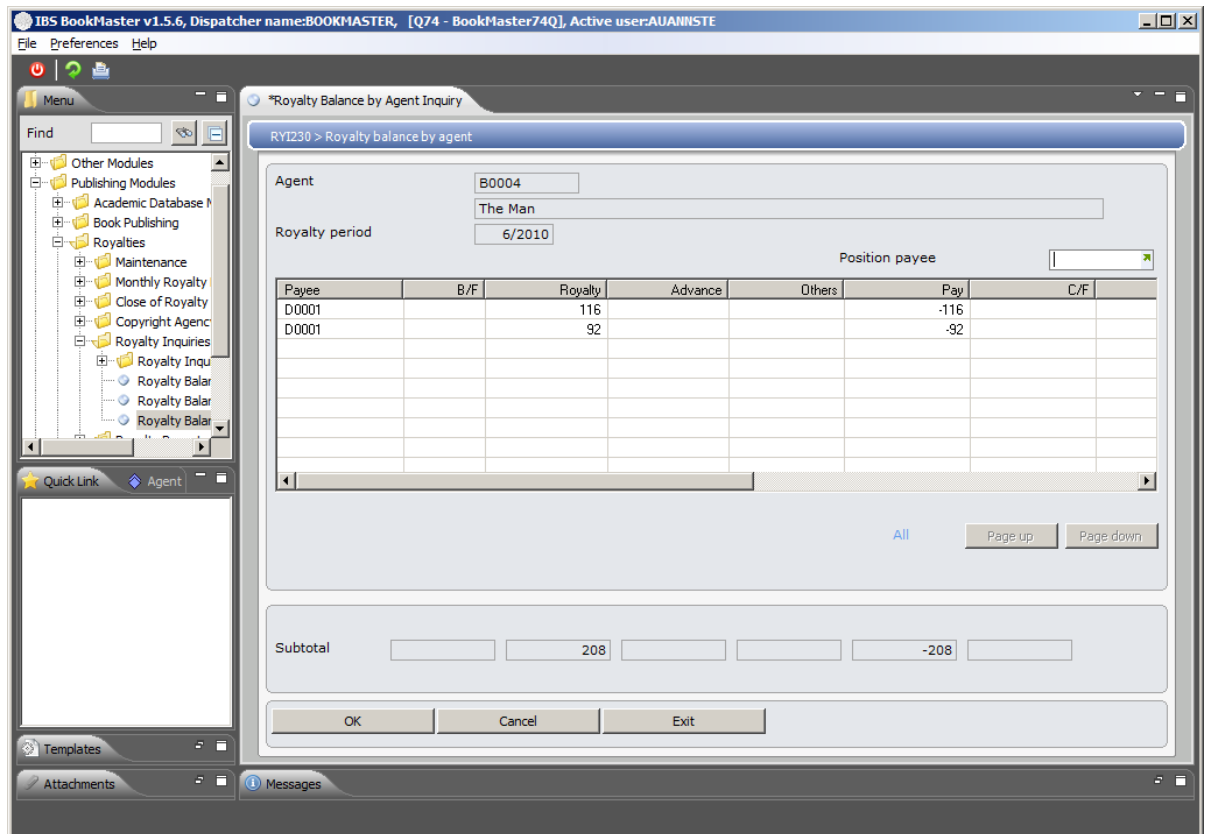 IBS BookMaster v1.5.6, Dispatcher name:BOOKMASTER, [Q74 - BookMaster74Q], Active user:AUANNSTE
File Preferences Help
Menu
Find
Other Modules
Publishing Modules
Academic Database M
Book Publishing
Royalties
Maintenance
Monthly Royalty
Close of Royalty
Copyright Agenc
Royalty Inquiries
Royalty Inqu
Royalty Balar
Royalty Balar
Royalty Balar
Quick Link Agent
Templates
Attachments
*Royalty Balance by Agent Inquiry
RYI230 > Royalty balance by agent
Agent B0004
The Man
Royalty period 6/2010
Position payee
Payee B/F Royalty Advance Others Pay C/F
D0001 116 -116
D0001 92 -92
All Page up Page down
Subtotal 208 -208
OK Cancel Exit
Messages